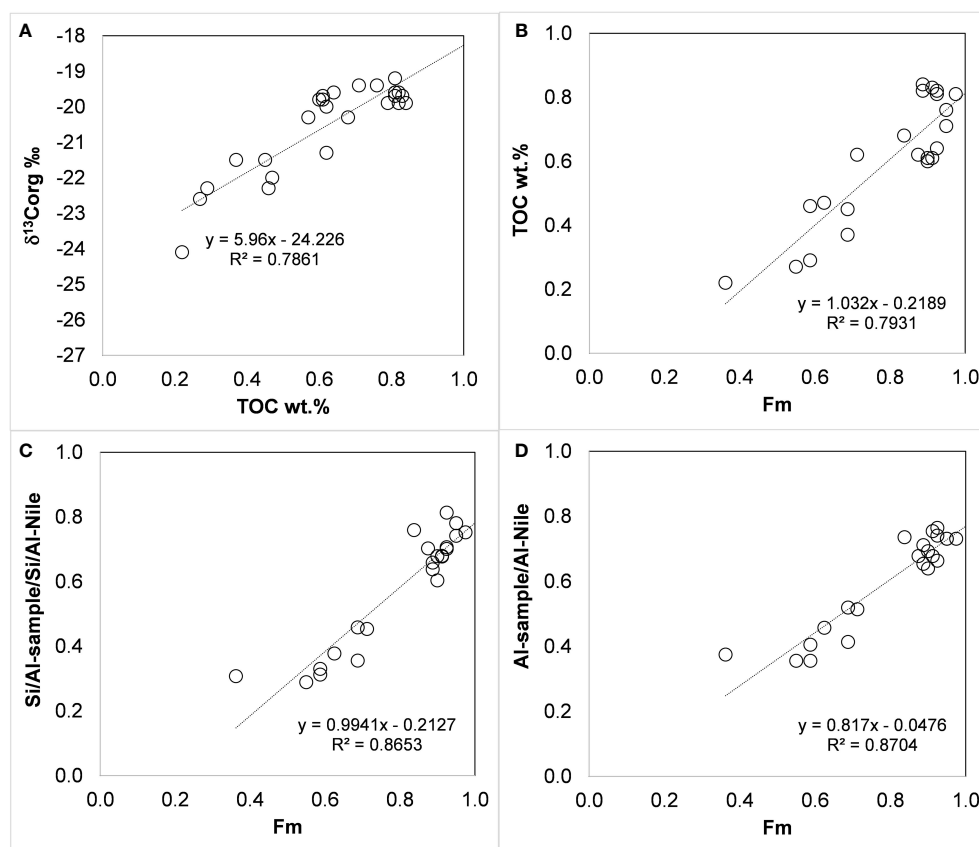 A
-18
-19
-20
-21
-22
-23
-24
-25
-26
-27
δ¹³Corg ‰
y = 5.96x - 24.226
R² = 0.7861
0.0 0.2 0.4 0.6 0.8 1.0
TOC wt.%
B
1.0
0.8
0.6
0.4
0.2
0.0
TOC wt.%
y = 1.032x - 0.2189
R² = 0.7931
0.0 0.2 0.4 0.6 0.8 1.0
Fm
C
1.0
0.8
0.6
0.4
0.2
0.0
Si/Al-sample/Si/Al-Nile
y = 0.9941x - 0.2127
R² = 0.8653
0.0 0.2 0.4 0.6 0.8 1.0
Fm
D
1.0
0.8
0.6
0.4
0.2
0.0
Al-sample/Al-Nile
y = 0.817x - 0.0476
R² = 0.8704
0.0 0.2 0.4 0.6 0.8 1.0
Fm